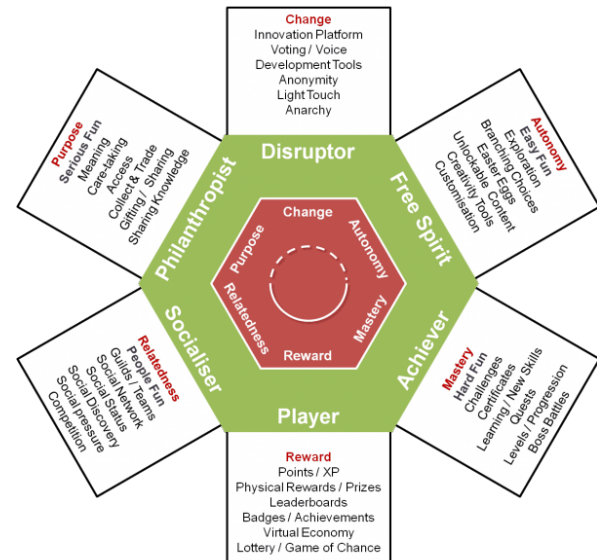 Change
Innovation Platform
Voting / Voice
Development Tools
Anonymity
Light Touch
Anarchy
Autonomy
Easy Fun
Exploration
Branching Choices
Easter Eggs
Unlockable Content
Creativity Tools
Customisation
Mastery
Hard Fun
Challenges
Certificates
Learning / New Skills
Quests
Levels / Progression
Boss Battles
Reward
Points / XP
Physical Rewards / Prizes
Leaderboards
Badges / Achievements
Virtual Economy
Lottery / Game of Chance
Relatedness
People Fun
Guilds / Teams
Social Network
Social Status
Social Discovery
Social pressure
Competition
Purpose
Serious Fun
Meaning
Care-taking
Access
Collect & Trade
Gifting / Sharing
Sharing Knowledge
Disruptor
Free Spirit
Achiever
Player
Socialiser
Philanthropist
Change
Autonomy
Mastery
Reward
Relatedness
Purpose